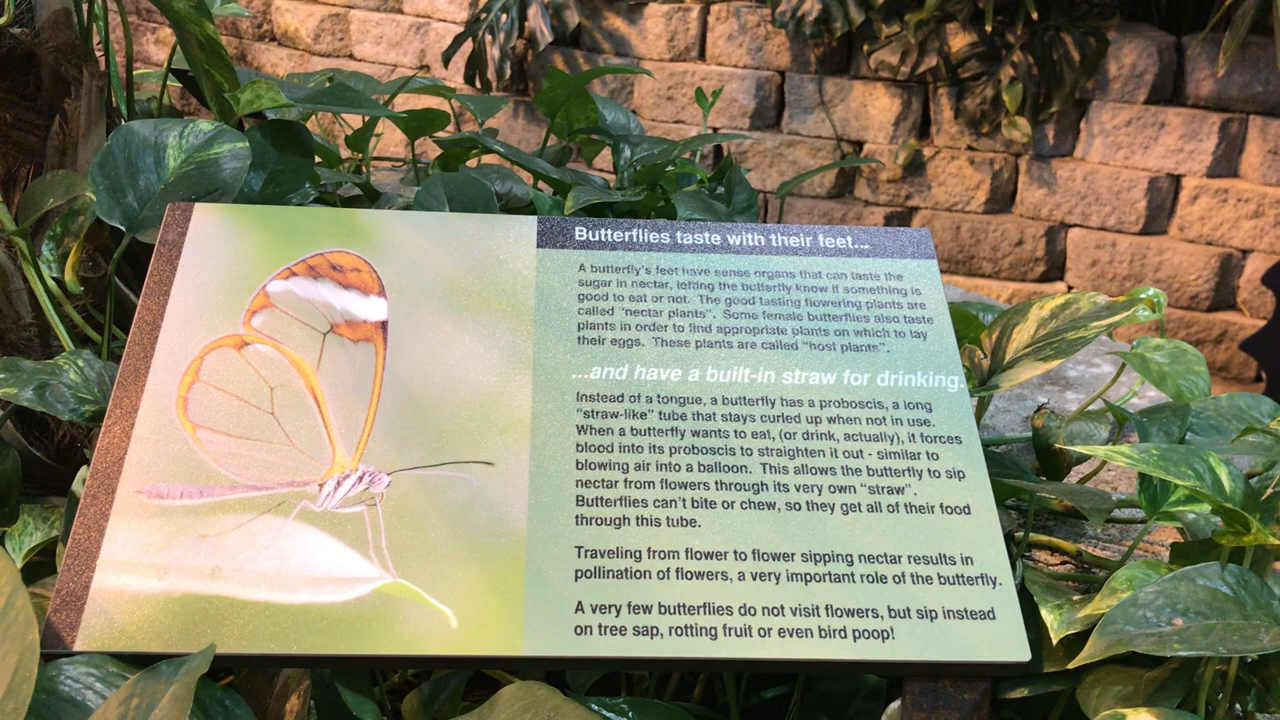 Butterflies taste with their feet...
A butterfly's feet have sense organs that can taste the
sugar in nectar, letting the butterfly know if something is
good to eat or not. The good tasting flowering plants are
called "nectar plants". Some female butterflies also taste
plants in order to find appropriate plants on which to lay
their eggs. These plants are called "host plants".
...and have a built-in straw for drinking.
Instead of a tongue, a butterfly has a proboscis, a long
"straw-like" tube that stays curled up when not in use.
When a butterfly wants to eat, (or drink, actually), it forces
blood into its proboscis to straighten it out - similar to
blowing air into a balloon. This allows the butterfly to sip
nectar from flowers through its very own "straw".
Butterflies can't bite or chew, so they get all of their food
through this tube.
Traveling from flower to flower sipping nectar results in
pollination of flowers, a very important role of the butterfly.
A very few butterflies do not visit flowers, but sip instead
on tree sap, rotting fruit or even bird poop!